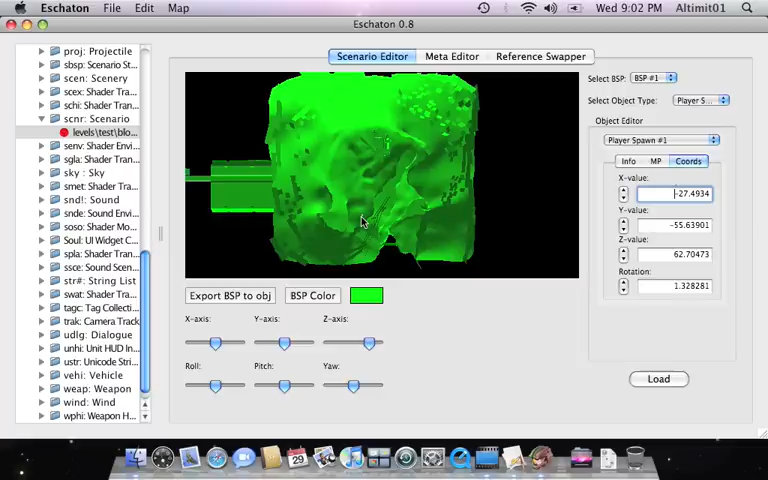 Eschaton File Edit Map Wed 9:02 PM Altimit01
Eschaton 0.8
proj: Projectile
sbsp: Scenario St...
scen: Scenery
scex: Shader Tran...
schi: Shader Tran...
scnr: Scenario
levels\test\blo...
senv: Shader Envi...
sgla: Shader Tra...
sky : Sky
smet: Shader Tra...
snd!: Sound
snde: Sound Envi...
soso: Shader Mo...
Soul: UI Widget C...
spla: Shader Tra...
ssce: Sound Scen...
str#: String List
swat: Shader Tra...
tagc: Tag Collecti...
trak: Camera Track
udlg: Dialogue
unhi: Unit HUD In...
ustr: Unicode Stri...
vehi: Vehicle
weap: Weapon
wind: Wind
wphi: Weapon H...
Scenario Editor Meta Editor Reference Swapper
Export BSP to obj BSP Color
X-axis: Y-axis: Z-axis:
Roll: Pitch: Yaw:
Select BSP: BSP #1
Select Object Type: Player S...
Object Editor
Player Spawn #1
Info MP Coords
X-value:
-27.4934
Y-value:
-55.63901
Z-value:
62.70473
Rotation:
1.328281
Load
29